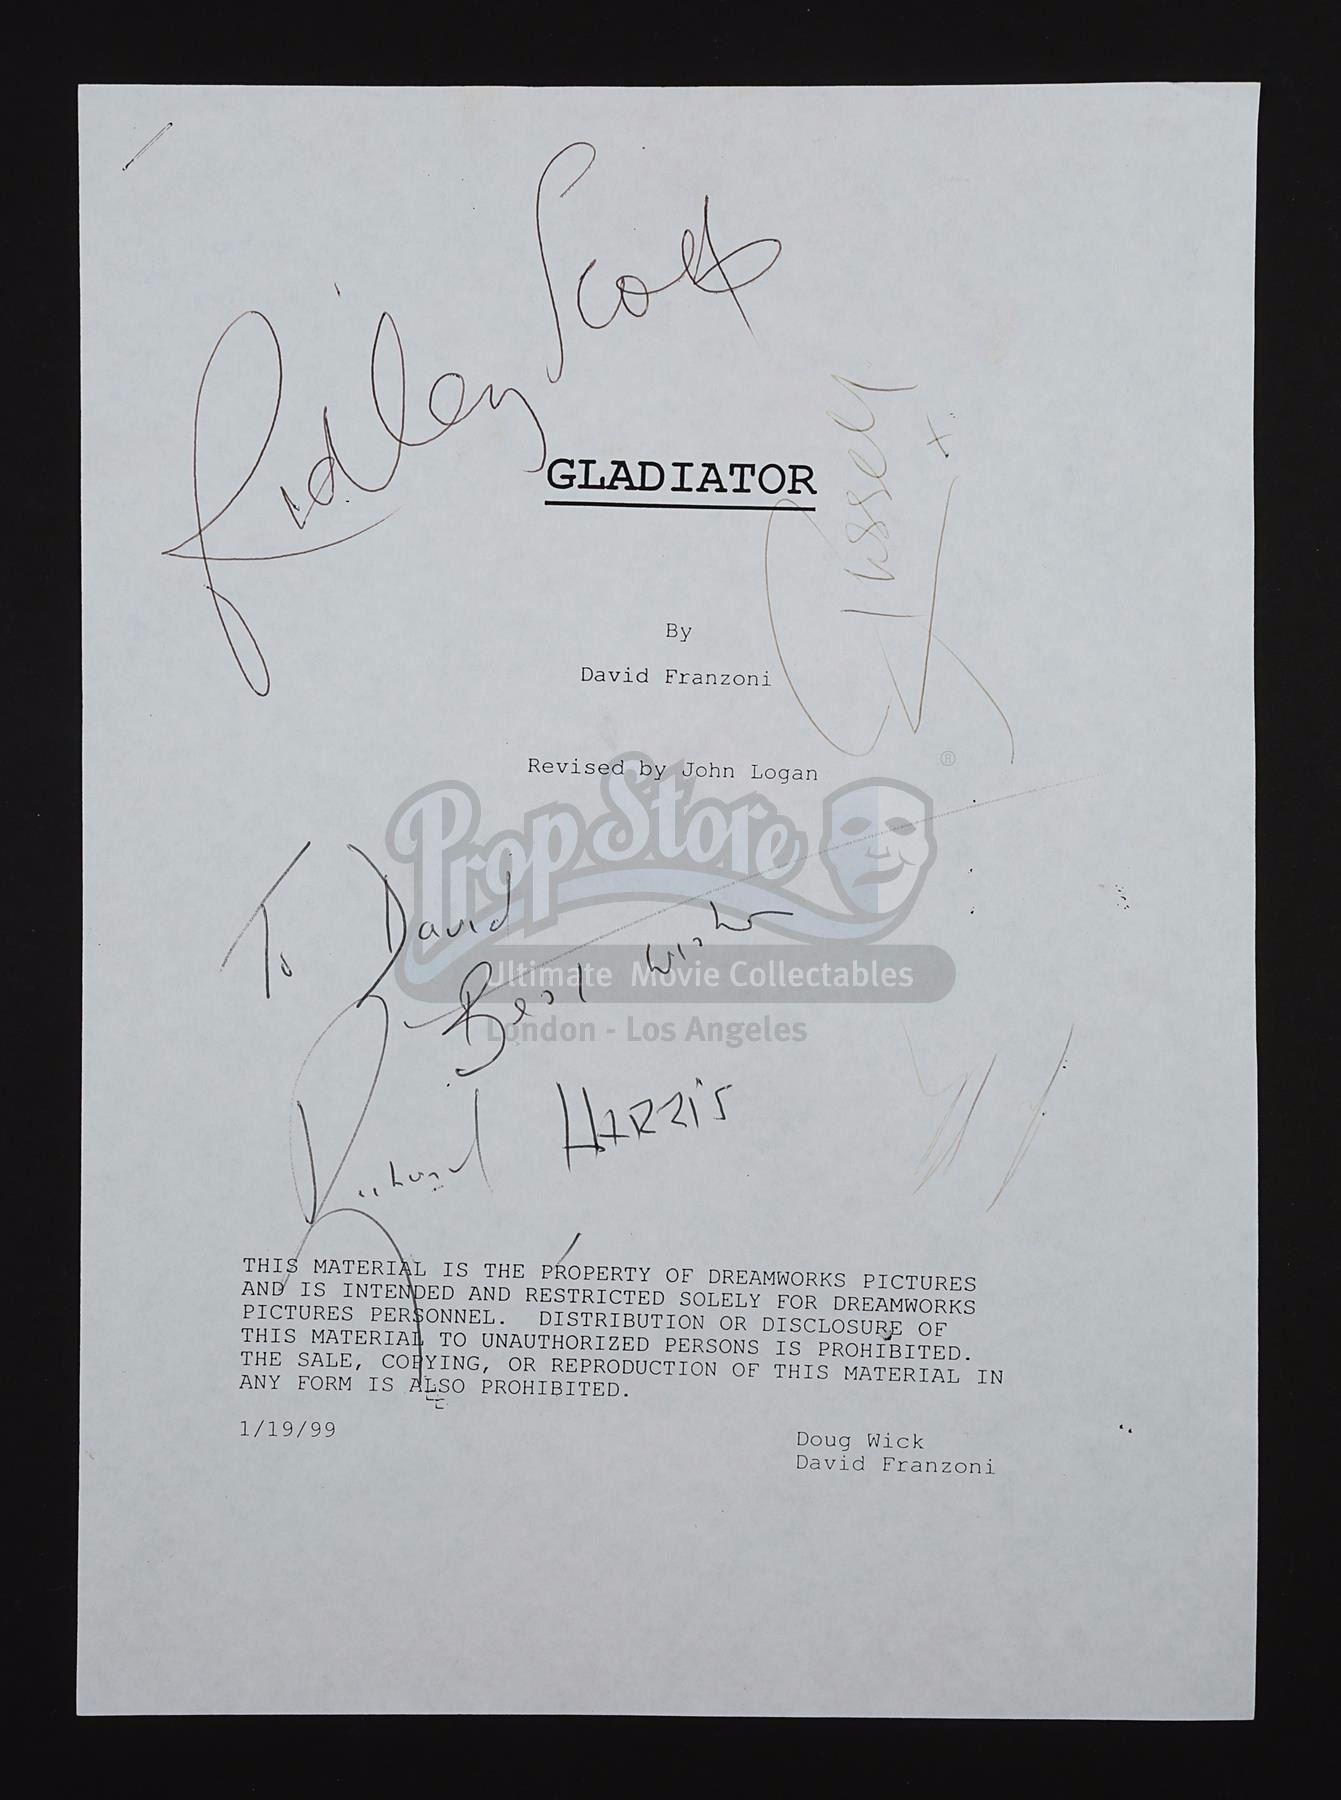 Ridley Scott
GLADIATOR
Russell
x
By
David Franzoni
Revised by John Logan
®
PropStore
Ultimate Movie Collectables
London - Los Angeles
To David
Best Wishes
Richard HARRIS
THIS MATERIAL IS THE PROPERTY OF DREAMWORKS PICTURES
AND IS INTENDED AND RESTRICTED SOLELY FOR DREAMWORKS
PICTURES PERSONNEL. DISTRIBUTION OR DISCLOSURE OF
THIS MATERIAL TO UNAUTHORIZED PERSONS IS PROHIBITED.
THE SALE, COPYING, OR REPRODUCTION OF THIS MATERIAL IN
ANY FORM IS ALSO PROHIBITED.
1/19/99
Doug Wick
David Franzoni